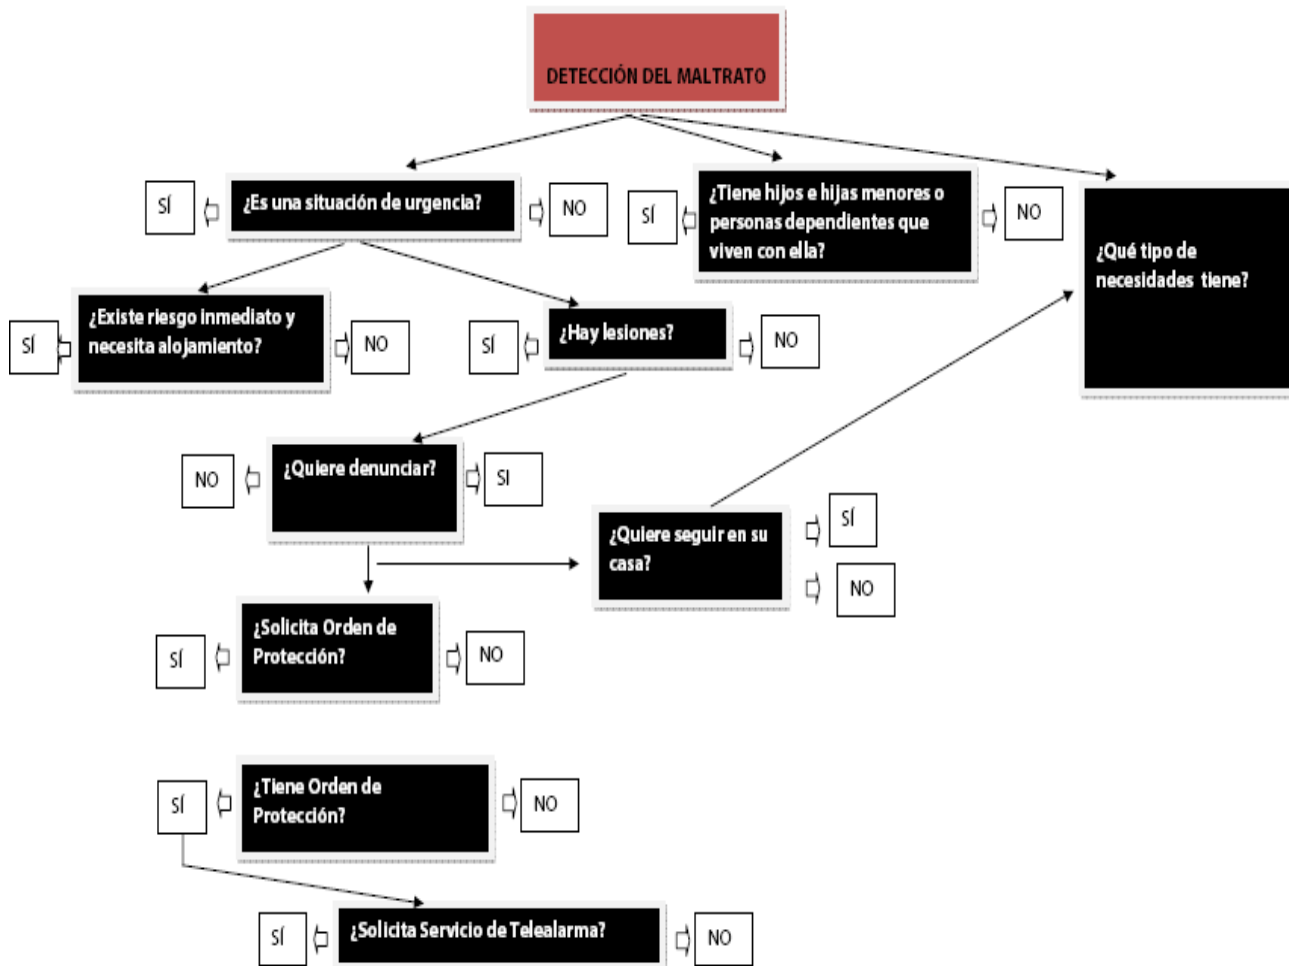 DETECCIÓN DEL MALTRATO
SÍ
¿Es una situación de urgencia?
NO
SÍ
¿Tiene hijos e hijas menores o
personas dependientes que
viven con ella?
NO
¿Qué tipo de
necesidades tiene?
SÍ
¿Existe riesgo inmediato y
necesita alojamiento?
NO
SÍ
¿Hay lesiones?
NO
NO
¿Quiere denunciar?
SI
¿Quiere seguir en su
casa?
SÍ
NO
SÍ
¿Solicita Orden de
Protección?
NO
SÍ
¿Tiene Orden de
Protección?
NO
SÍ
¿Solicita Servicio de Telealarma?
NO